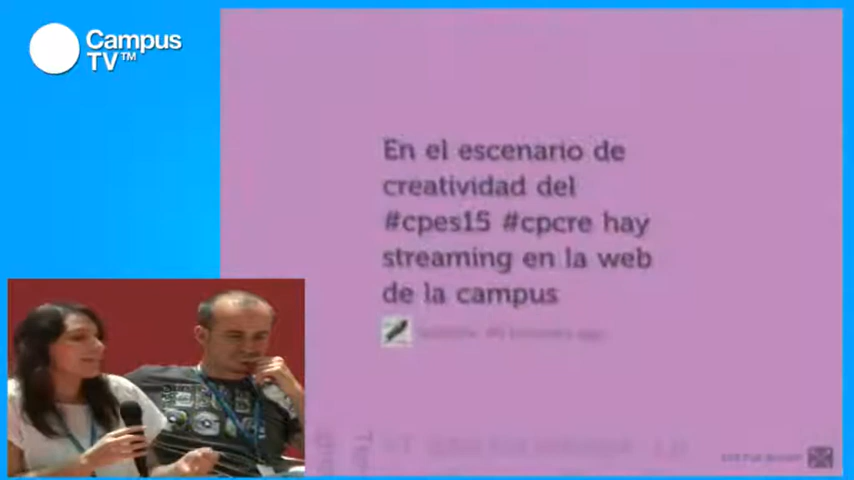 Campus
TV™
En el escenario de
creatividad del
#cpes15 #cpcre hay
streaming en la web
de la campus